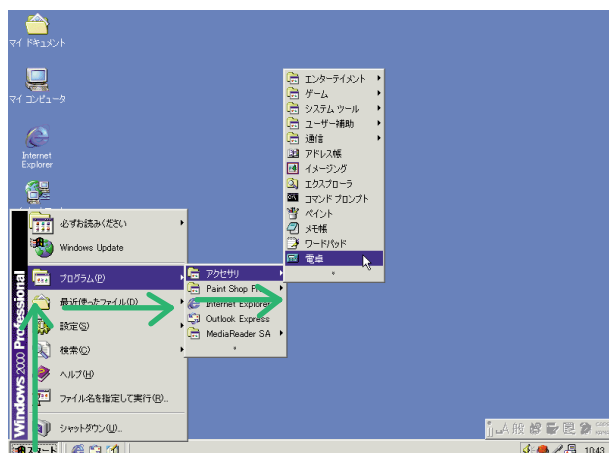 マイ ドキュメント
マイ コンピュータ
Internet
Explorer
必ずお読みください
Windows Update
プログラム(P)
最近使ったファイル(D)
設定(S)
検索(C)
ヘルプ(H)
ファイル名を指定して実行(R)...
シャットダウン(U)...
Windows 2000 Professional
スタート
アクセサリ
Paint Shop
Internet Explorer
Outlook Express
MediaReader SA
エンターテイメント
ゲーム
システム ツール
ユーザー補助
通信
アドレス帳
イメージング
エクスプローラ
コマンド プロンプト
ペイント
メモ帳
ワードパッド
電卓
A 般
10:43